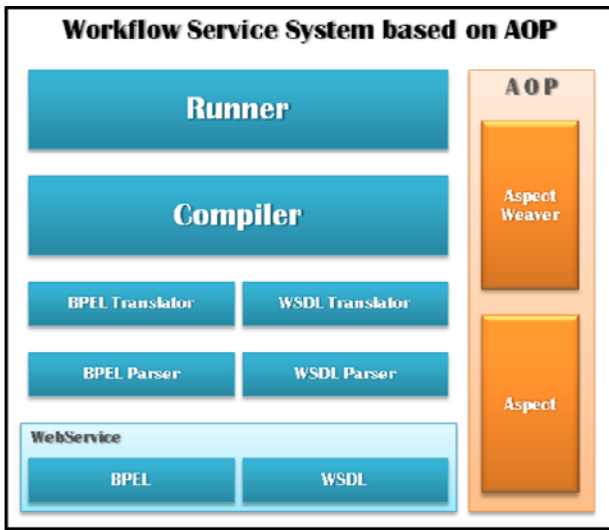 Workflow Service System based on AOP
Runner
Compiler
BPEL Translator
WSDL Translator
BPEL Parser
WSDL Parser
WebService
BPEL
WSDL
AOP
Aspect
Weaver
Aspect